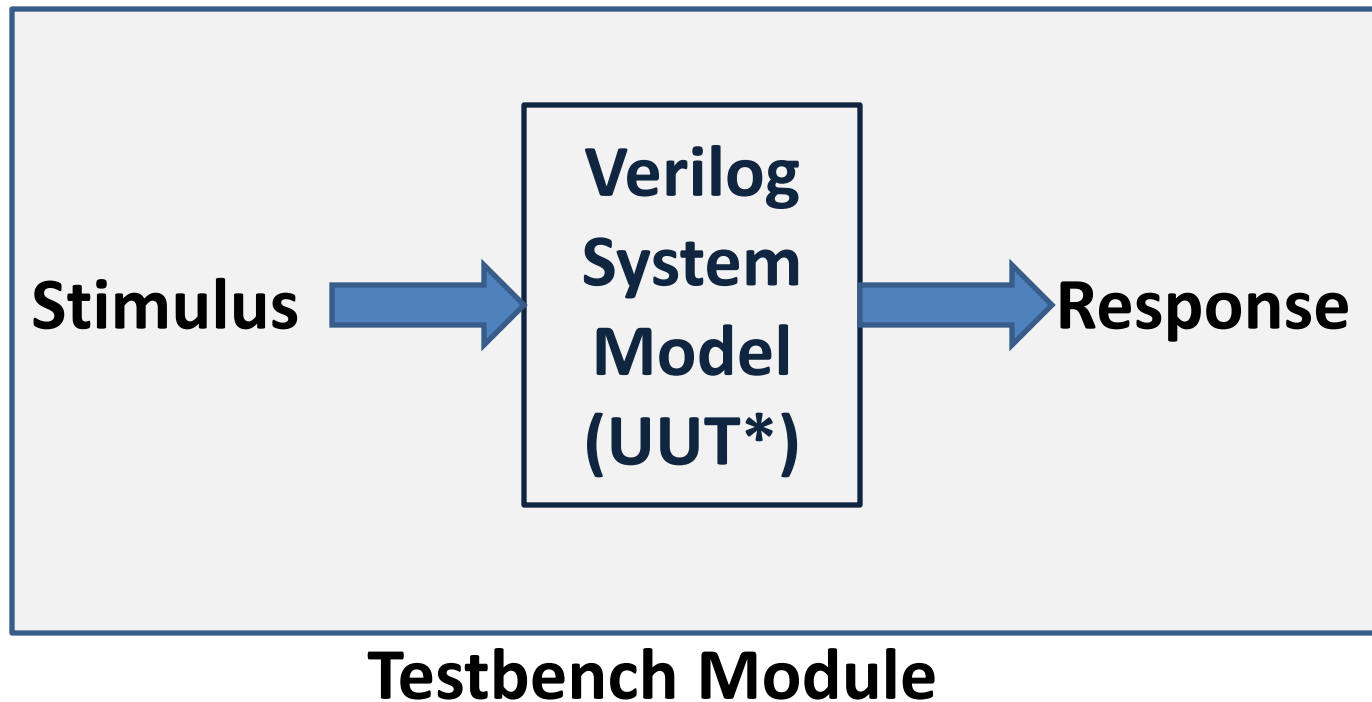 Verilog
System
Model
(UUT*)
Stimulus
Response
Testbench Module